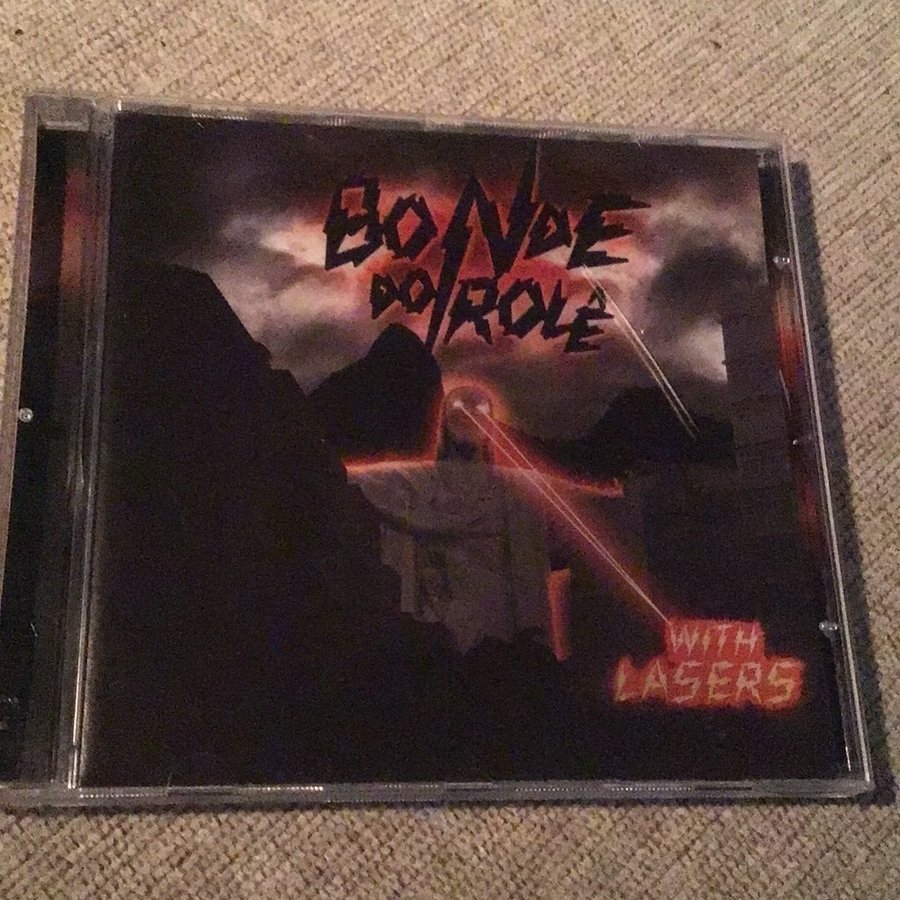 BONDE
DO ROLÊ
WITH
LASERS